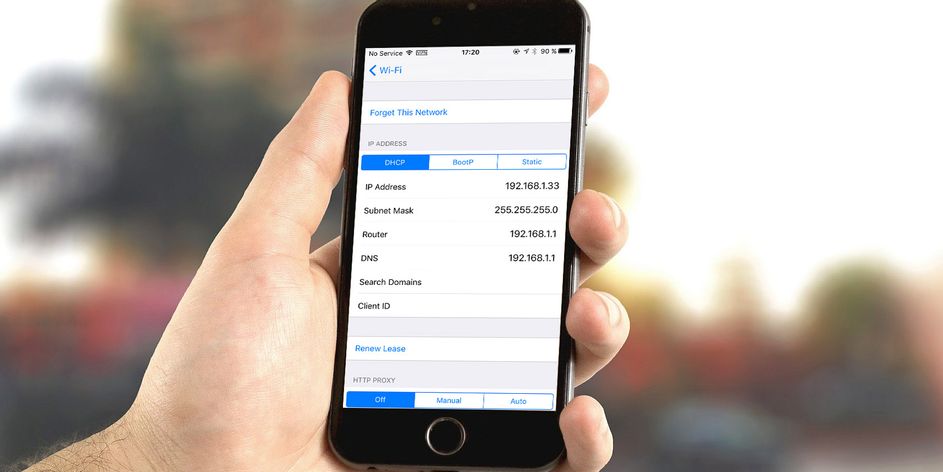 No Service VPN 17:20 90 %
Wi-Fi
Forget This Network
IP ADDRESS
DHCP BootP Static
IP Address 192.168.1.33
Subnet Mask 255.255.255.0
Router 192.168.1.1
DNS 192.168.1.1
Search Domains
Client ID
Renew Lease
HTTP PROXY
Off Manual Auto